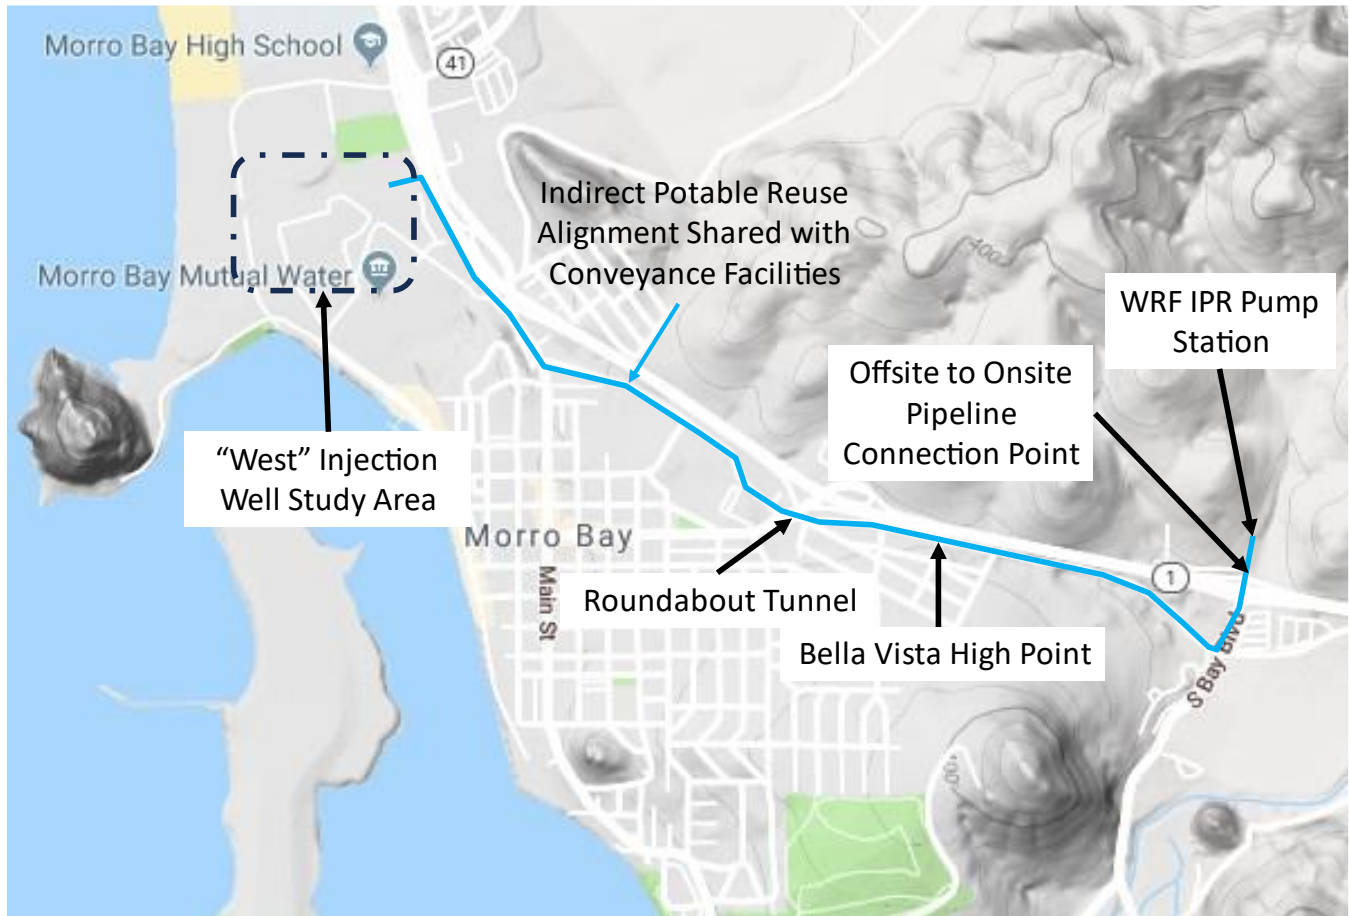 Morro Bay High School
41
Indirect Potable Reuse
Alignment Shared with
Conveyance Facilities
400
Morro Bay Mutual Water
WRF IPR Pump
Station
Offsite to Onsite
Pipeline
Connection Point
“West” Injection
Well Study Area
Morro Bay
Main St
Roundabout Tunnel
1
Bella Vista High Point
S Bay Blvd